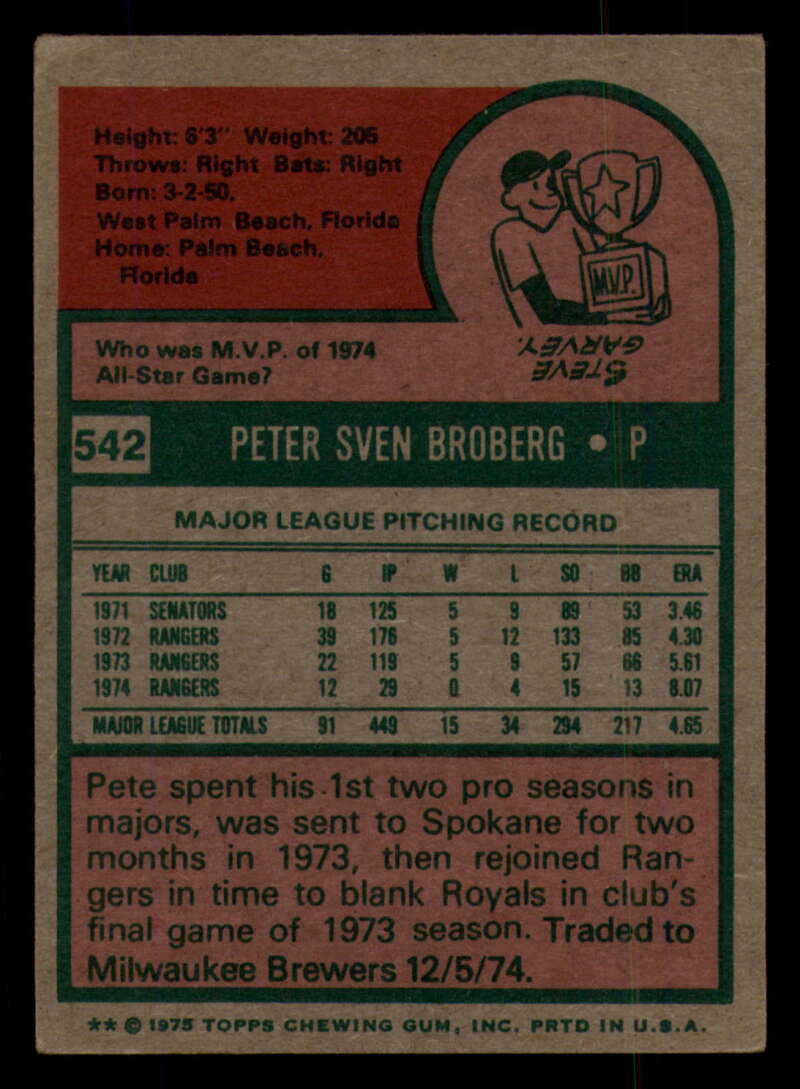 Height: 6'3" Weight: 205
Throws: Right Bats: Right
Born: 3-2-50,
West Palm Beach, Florida
Home: Palm Beach,
Florida
M.V.P.
Who was M.V.P. of 1974
All-Star Game?
STEVE
GARVEY.
542 PETER SVEN BROBERG • P
MAJOR LEAGUE PITCHING RECORD
YEAR CLUB G IP W L SO BB ERA
1971 SENATORS 18 125 5 9 89 53 3.46
1972 RANGERS 39 176 5 12 133 85 4.30
1973 RANGERS 22 119 5 9 57 66 5.61
1974 RANGERS 12 29 0 4 15 13 8.07
MAJOR LEAGUE TOTALS 91 449 15 34 294 217 4.65
Pete spent his 1st two pro seasons in
majors, was sent to Spokane for two
months in 1973, then rejoined Ran-
gers in time to blank Royals in club's
final game of 1973 season. Traded to
Milwaukee Brewers 12/5/74.
** © 1975 TOPPS CHEWING GUM, INC. PRTD IN U.S.A.